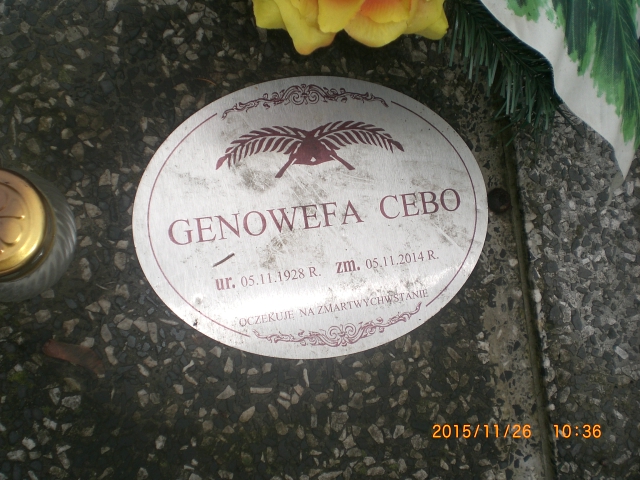 GENOWEFA CEBO
ur. 05.11.1928 R. zm. 05.11.2014 R.
OCZEKUJE NA ZMARTWYCHWSTANIE
2015/11/26 10:36